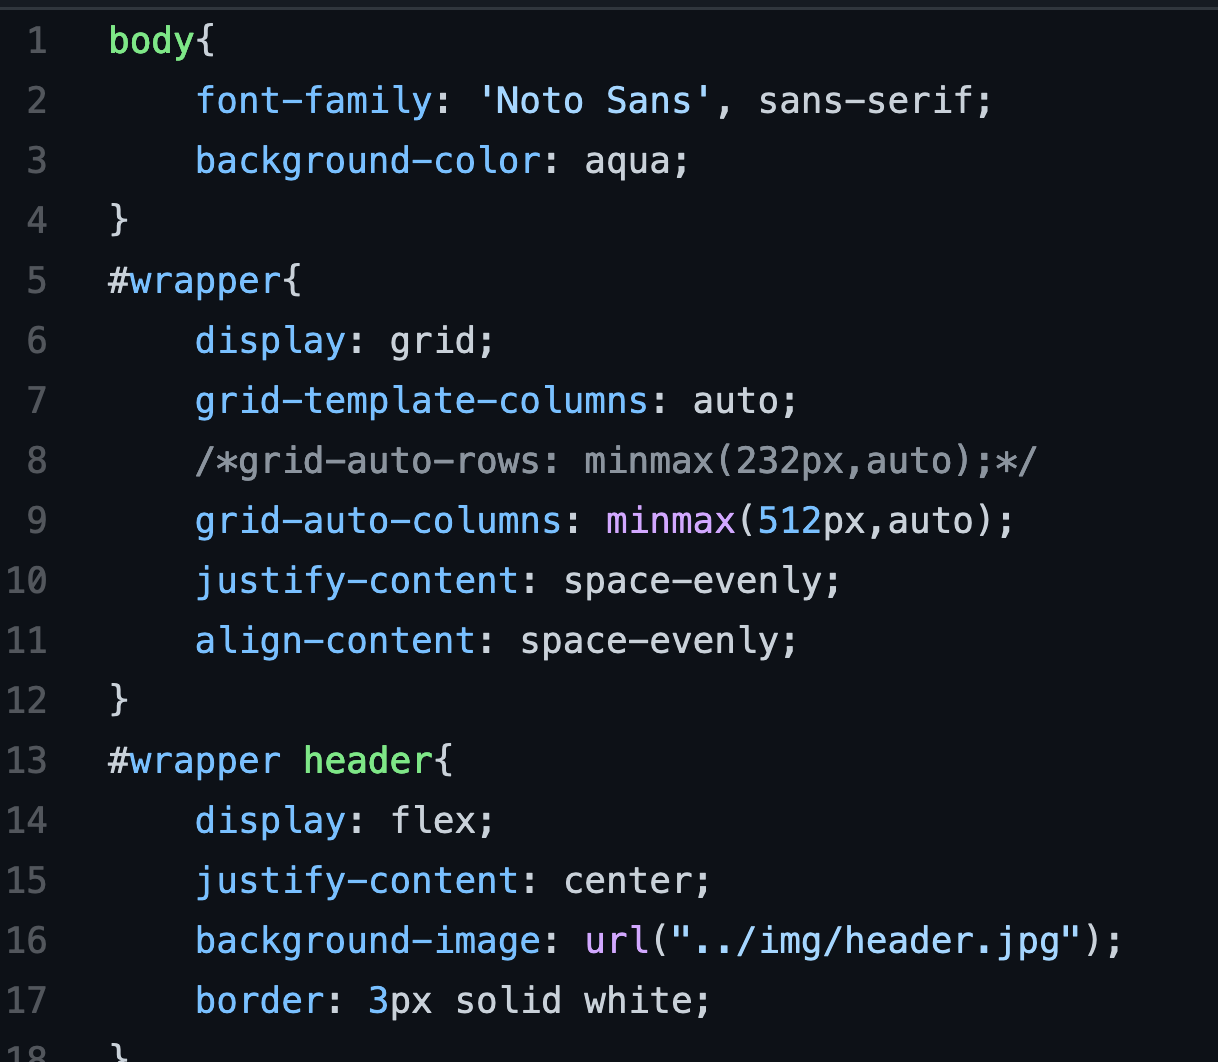 1 body{
2 font-family: 'Noto Sans', sans-serif;
3 background-color: aqua;
4 }
5 #wrapper{
6 display: grid;
7 grid-template-columns: auto;
8 /*grid-auto-rows: minmax(232px,auto);*/
9 grid-auto-columns: minmax(512px,auto);
10 justify-content: space-evenly;
11 align-content: space-evenly;
12 }
13 #wrapper header{
14 display: flex;
15 justify-content: center;
16 background-image: url("../img/header.jpg");
17 border: 3px solid white;
18 }